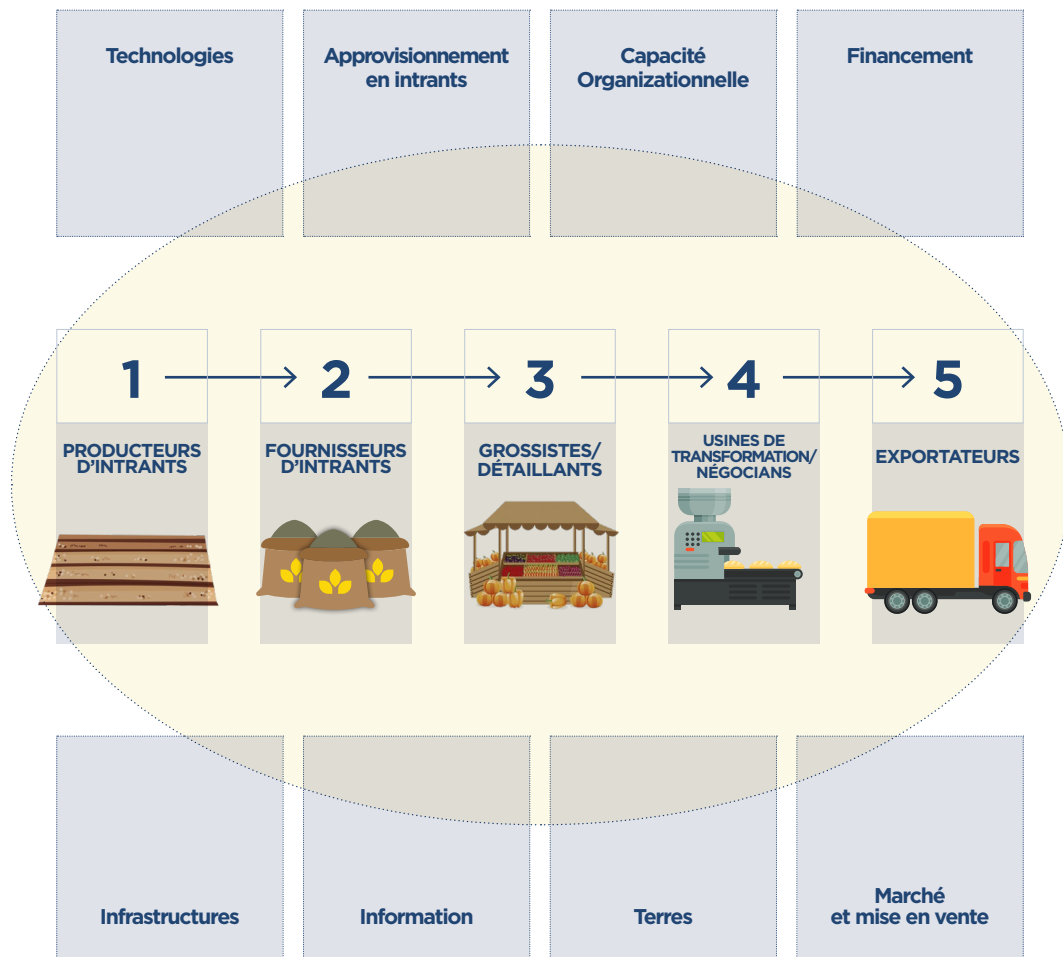 Technologies
Approvisionnement
en intrants
Capacité
Organizationnelle
Financement
1
2
3
4
5
PRODUCTEURS
D'INTRANTS
FOURNISSEURS
D'INTRANTS
GROSSISTES/
DÉTAILLANTS
USINES DE
TRANSFORMATION/
NÉGOCIANS
EXPORTATEURS
Infrastructures
Information
Terres
Marché
et mise en vente